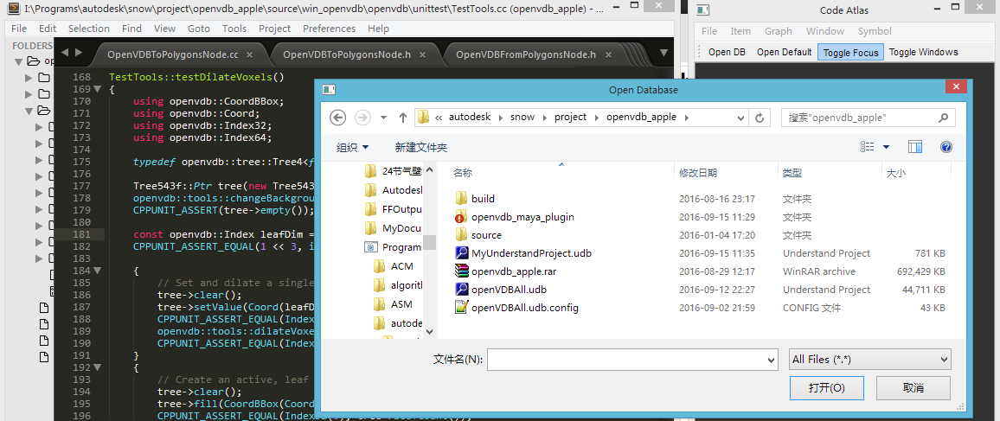 I:\Programs\autodesk\snow\project\openvdb_apple\source\win_openvdb\openvdb\unittest\TestTools.cc (openvdb_apple) - ...
File Edit Selection Find View Goto Tools Project Preferences Help
FOLDERS
OpenVDBToPolygonsNode.cc × OpenVDBToPolygonsNode.h × OpenVDBFromPolygonsNode.h ×
168 TestTools::testDilateVoxels()
169 {
170 using openvdb::CoordBBox;
171 using openvdb::Coord;
172 using openvdb::Index32;
173 using openvdb::Index64;
174
175 typedef openvdb::tree::Tree4<f
176
177 Tree543f::Ptr tree(new Tree543
178 openvdb::tools::changeBackgrou
179 CPPUNIT_ASSERT(tree->empty());
180
181 const openvdb::Index leafDim =
182 CPPUNIT_ASSERT_EQUAL(1 << 3, i
183
184 {
185 // Set and dilate a single
186 tree->clear();
187 tree->setValue(Coord(leafD
188 CPPUNIT_ASSERT_EQUAL(Index
189 openvdb::tools::dilateVoxe
190 CPPUNIT_ASSERT_EQUAL(Index
191 }
192 {
193 // Create an active, leaf
194 tree->clear();
195 tree->fill(CoordBBox(Coord
196 CPPUNIT_ASSERT_EQUAL(Index
Code Atlas
File Item Graph Window Symbol
Open DB Open Default Toggle Focus Toggle Windows
Open Database
« autodesk snow project openvdb_apple
搜索"openvdb_apple"
组织 新建文件夹
24节气壁
Autodesk
FFOutpu
MyDocu
Programs
ACM
algorith
ASM
autode
名称 修改日期 类型 大小
build 2016-08-16 23:17 文件夹
openvdb_maya_plugin 2016-09-15 11:29 文件夹
source 2016-01-04 17:20 文件夹
MyUnderstandProject.udb 2016-09-15 11:35 Understand Project 781 KB
openvdb_apple.rar 2016-08-29 12:17 WinRAR archive 692,429 KB
openVDBAll.udb 2016-09-12 22:27 Understand Project 44,711 KB
openVDBAll.udb.config 2016-09-02 21:59 CONFIG 文件 43 KB
文件名(N): All Files (*.*)
打开(O) 取消